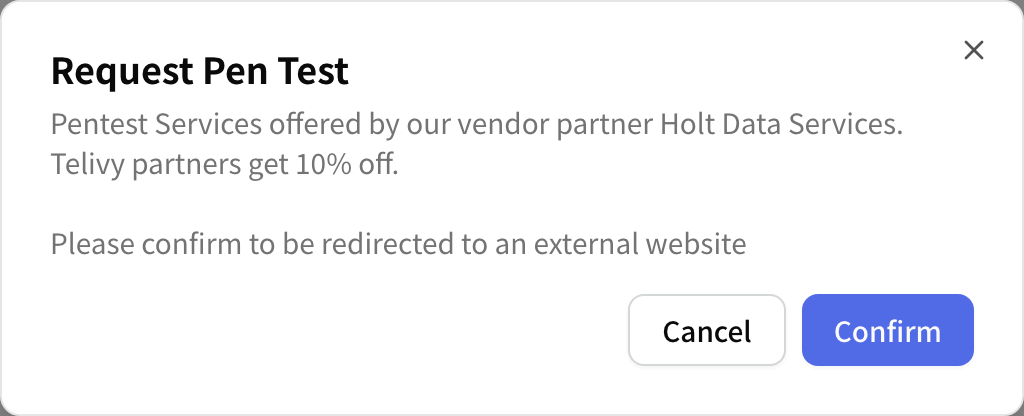 Request Pen Test
Pentest Services offered by our vendor partner Holt Data Services.
Telivy partners get 10% off.
Please confirm to be redirected to an external website
Cancel
Confirm